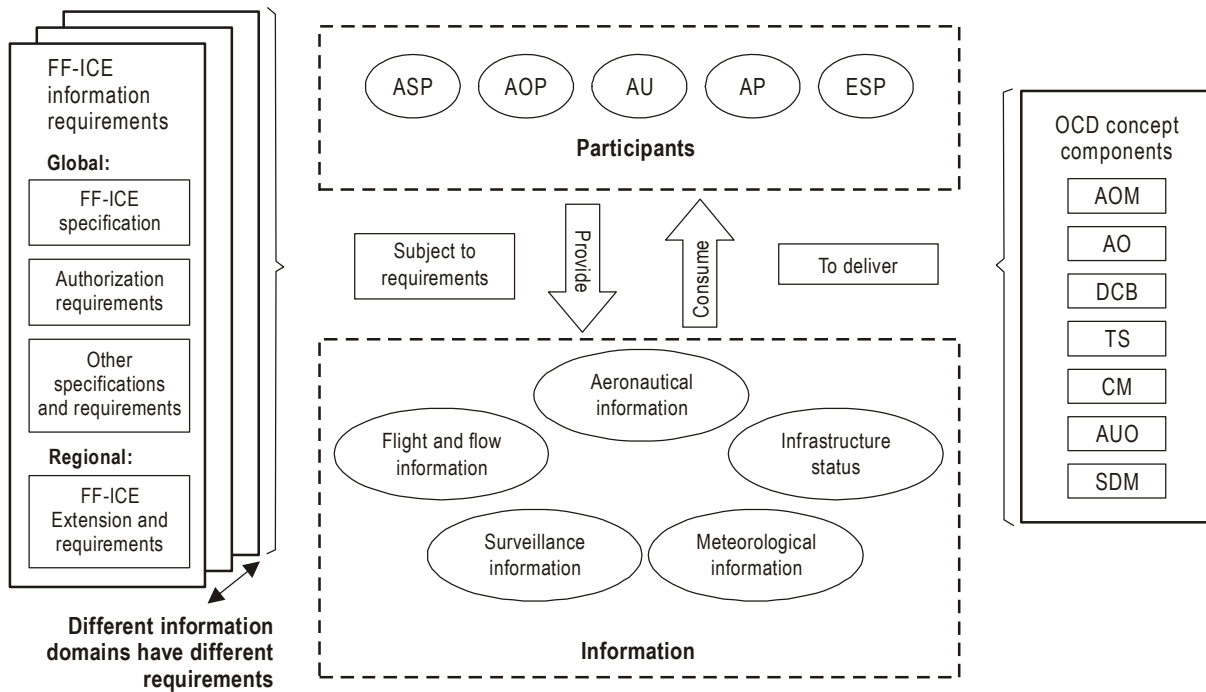 FF-ICE
information
requirements
Global:
FF-ICE
specification
Authorization
requirements
Other
specifications
and requirements
Regional:
FF-ICE
Extension and
requirements
Different information
domains have different
requirements
ASP
AOP
AU
AP
ESP
Participants
Subject to
requirements
Provide
Consume
To deliver
Aeronautical
information
Flight and flow
information
Infrastructure
status
Surveillance
information
Meteorological
information
Information
OCD concept
components
AOM
AO
DCB
TS
CM
AUO
SDM